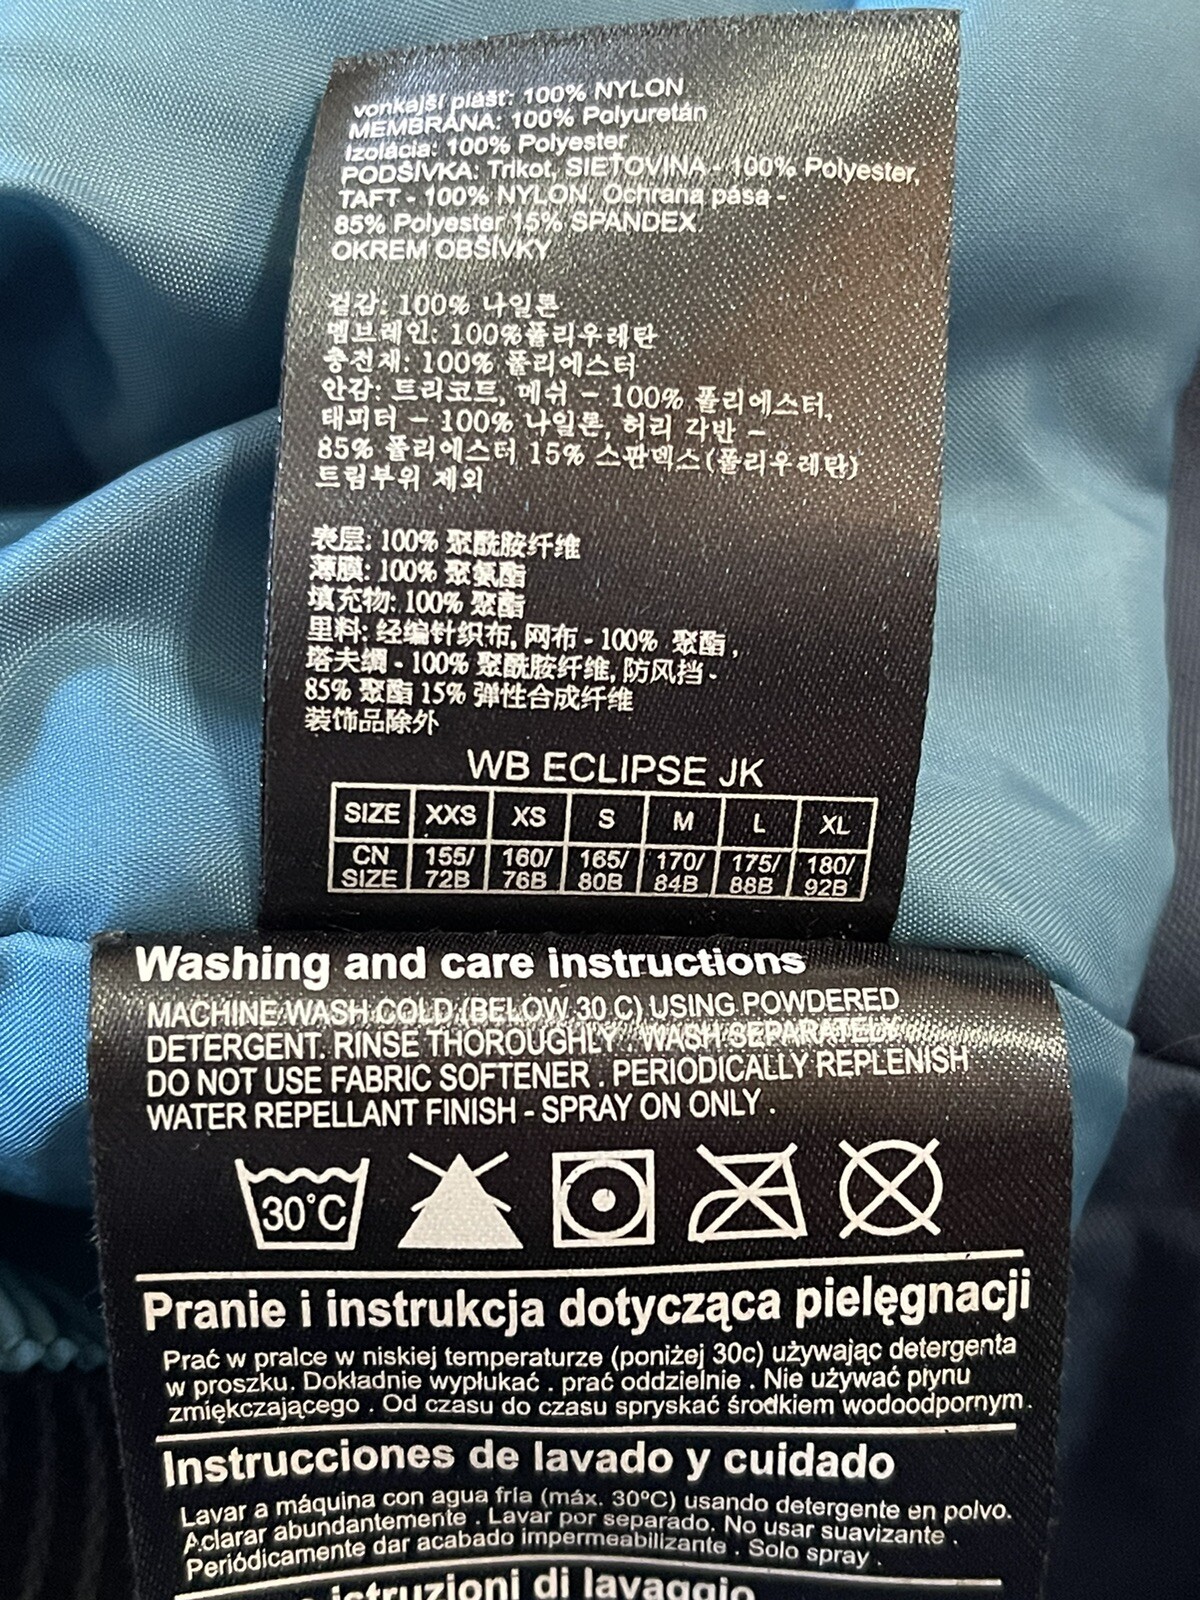 vonkajší plášť: 100% NYLON
MEMBRÁNA: 100% Polyuretán
Izolácia: 100% Polyester
PODŠÍVKA: Trikot, SIEŤOVINA - 100% Polyester,
TAFT - 100% NYLON, Ochrana pása -
85% Polyester 15% SPANDEX
OKREM OBŠÍVKY
겉감: 100% 나일론
멤브레인: 100%폴리우레탄
충전재: 100% 폴리에스터
안감: 트리코트, 메쉬 - 100% 폴리에스터,
태피터 - 100% 나일론, 허리 각반 -
85% 폴리에스터 15% 스판덱스(폴리우레탄)
트림부위 제외
表层: 100% 聚酰胺纤维
薄膜: 100% 聚氨酯
填充物: 100% 聚酯
里料: 经编针织布, 网布 - 100% 聚酯,
塔夫绸 - 100% 聚酰胺纤维, 防风挡 -
85% 聚酯 15% 弹性合成纤维
装饰品除外
WB ECLIPSE JK
SIZE XXS XS S M L XL
CN SIZE 155/72B 160/76B 165/80B 170/84B 175/88B 180/92B
Washing and care instructions
MACHINE WASH COLD (BELOW 30 C) USING POWDERED
DETERGENT. RINSE THOROUGHLY. WASH SEPARATELY.
DO NOT USE FABRIC SOFTENER . PERIODICALLY REPLENISH
WATER REPELLANT FINISH - SPRAY ON ONLY .
30°C
Pranie i instrukcja dotycząca pielęgnacji
Prać w pralce w niskiej temperaturze (poniżej 30c) używając detergenta
w proszku. Dokładnie wypłukać . prać oddzielnie . Nie używać płynu
zmiękczającego . Od czasu do czasu spryskać środkiem wodoodpornym.
Instrucciones de lavado y cuidado
Lavar a máquina con agua fría (máx. 30ºC) usando detergente en polvo.
Aclarar abundantemente . Lavar por separado. No usar suavizante .
Periódicamente dar acabado impermeabilizante . Solo spray .
istruzioni di lavaggio